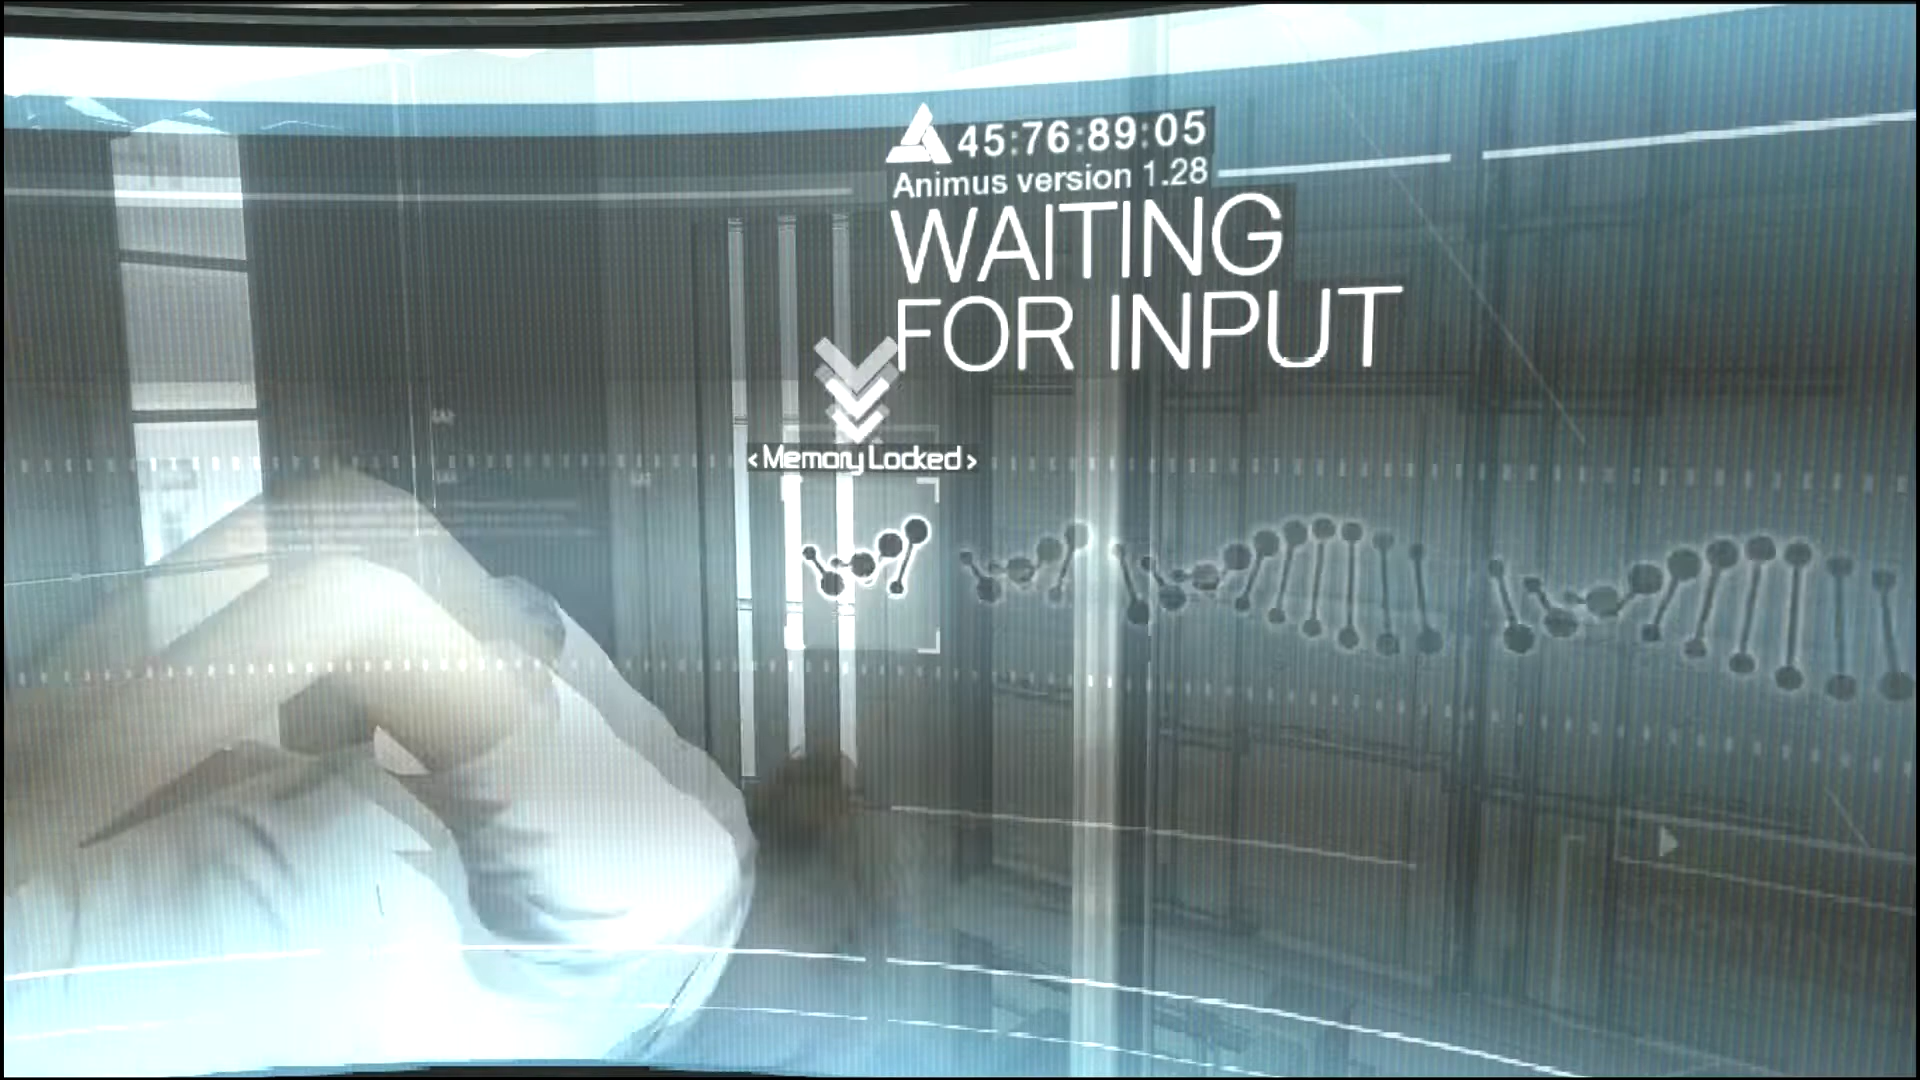 45:76:89:05
Animus version 1.28
WAITING
FOR INPUT
<Memory Locked>